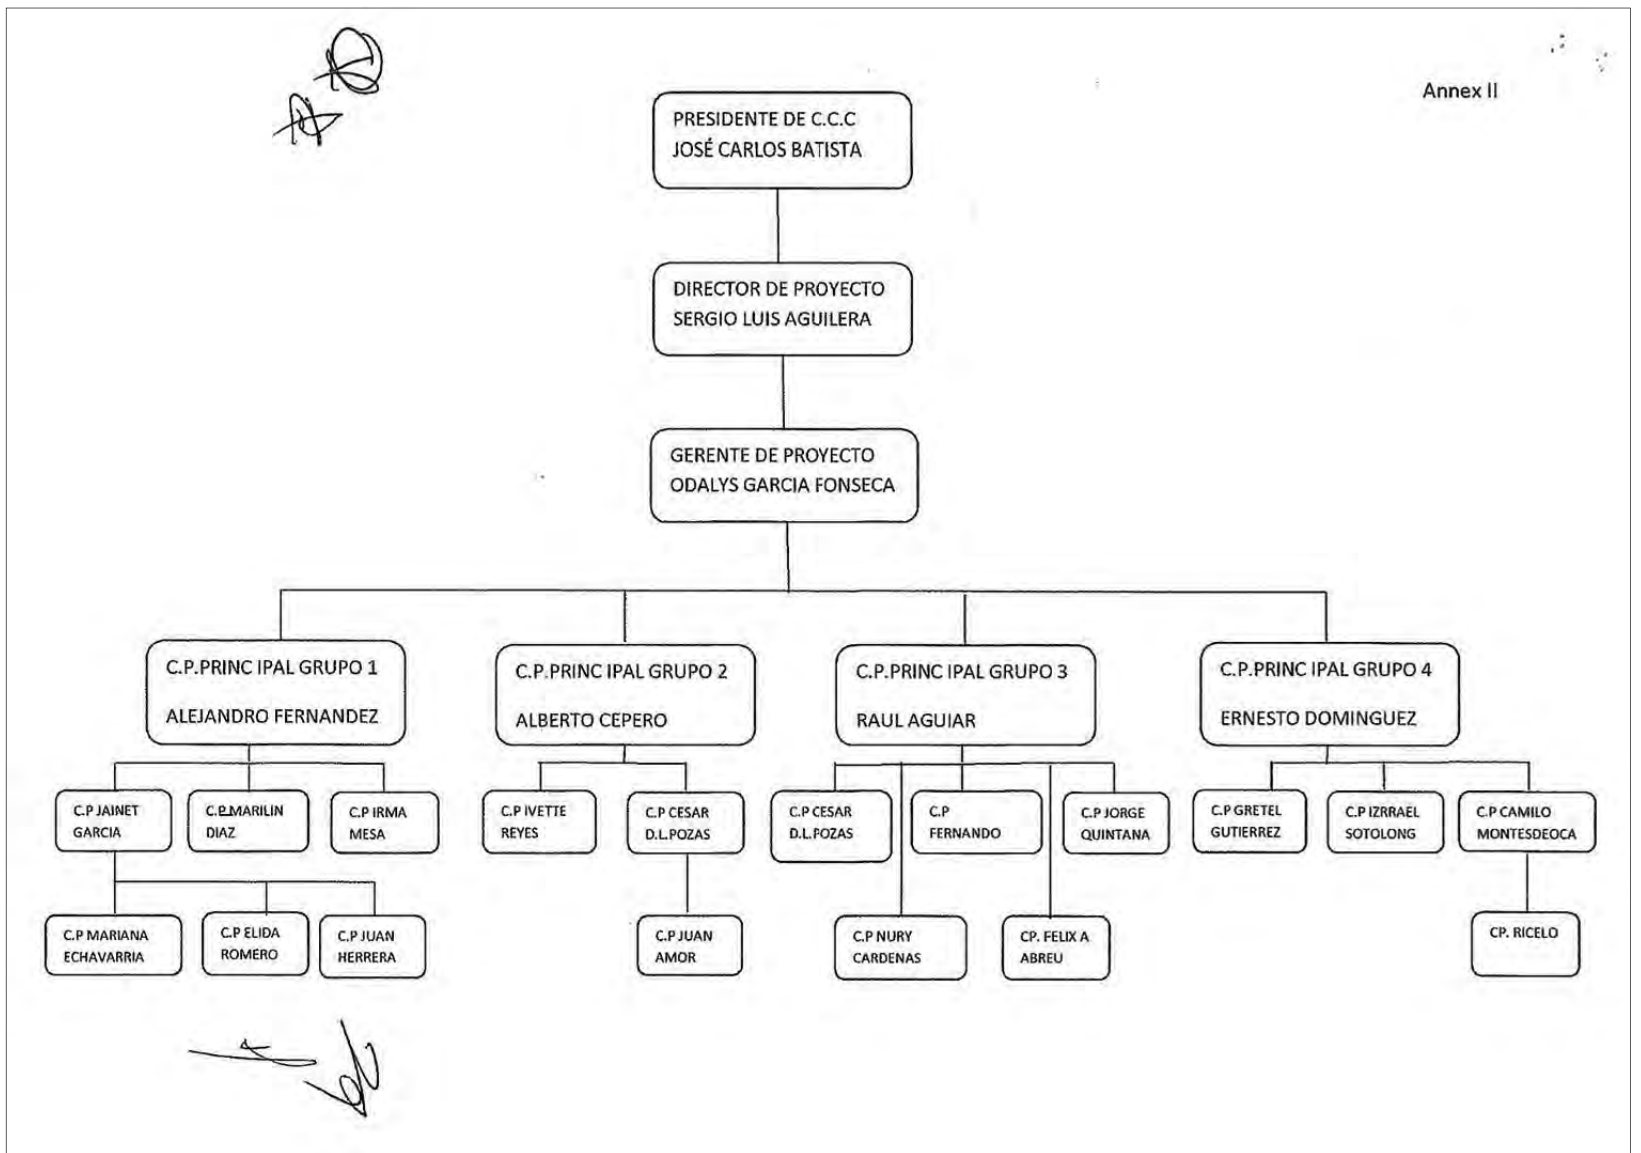 Annex II
PRESIDENTE DE C.C.C
JOSÉ CARLOS BATISTA
DIRECTOR DE PROYECTO
SERGIO LUIS AGUILERA
GERENTE DE PROYECTO
ODALYS GARCIA FONSECA
C.P.PRINC IPAL GRUPO 1
ALEJANDRO FERNANDEZ
C.P.PRINC IPAL GRUPO 2
ALBERTO CEPERO
C.P.PRINC IPAL GRUPO 3
RAUL AGUIAR
C.P.PRINC IPAL GRUPO 4
ERNESTO DOMINGUEZ
C.P JAINET
GARCIA
C.P MARILIN
DIAZ
C.P IRMA
MESA
C.P IVETTE
REYES
C.P CESAR
D.L.POZAS
C.P CESAR
D.L.POZAS
C.P
FERNANDO
C.P JORGE
QUINTANA
C.P GRETEL
GUTIERREZ
C.P IZRRAEL
SOTOLONG
C.P CAMILO
MONTESDEOCA
C.P MARIANA
ECHAVARRIA
C.P ELIDA
ROMERO
C.P JUAN
HERRERA
C.P JUAN
AMOR
C.P NURY
CARDENAS
CP. FELIX A
ABREU
CP. RICELO